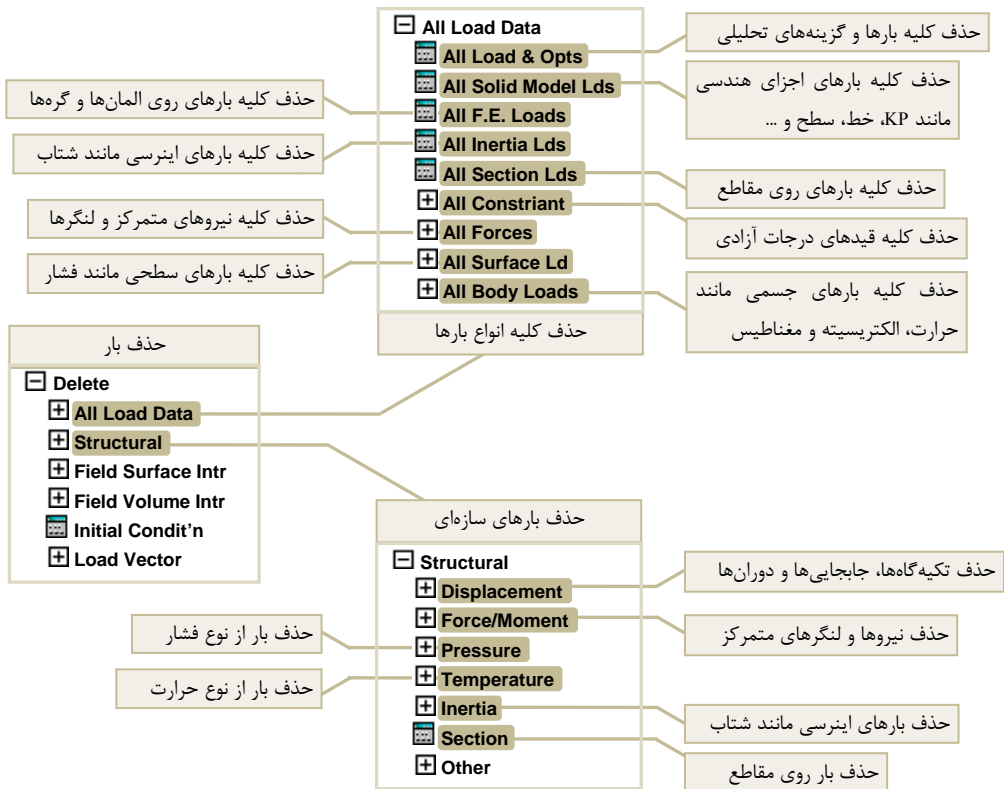 All Load Data
All Load & Opts
All Solid Model Lds
All F.E. Loads
All Inertia Lds
All Section Lds
All Constriant
All Forces
All Surface Ld
All Body Loads
حذف کلیه انواع بارها
حذف کلیه بارها و گزینه‌های تحلیلی
حذف کلیه بارهای اجزای هندسی
مانند KP، خط، سطح و ...
حذف کلیه بارهای روی المان‌ها و گره‌ها
حذف کلیه بارهای اینرسی مانند شتاب
حذف کلیه بارهای روی مقاطع
حذف کلیه قیدهای درجات آزادی
حذف کلیه نیروهای متمرکز و لنگرها
حذف کلیه بارهای سطحی مانند فشار
حذف کلیه بارهای جسمی مانند
حرارت، الکتریسیته و مغناطیس
حذف بار
Delete
All Load Data
Structural
Field Surface Intr
Field Volume Intr
Initial Condit’n
Load Vector
حذف بارهای سازه‌ای
Structural
Displacement
Force/Moment
Pressure
Temperature
Inertia
Section
Other
حذف تکیه‌گاه‌ها، جابجایی‌ها و دوران‌ها
حذف نیروها و لنگرهای متمرکز
حذف بار از نوع فشار
حذف بار از نوع حرارت
حذف بارهای اینرسی مانند شتاب
حذف بار روی مقاطع